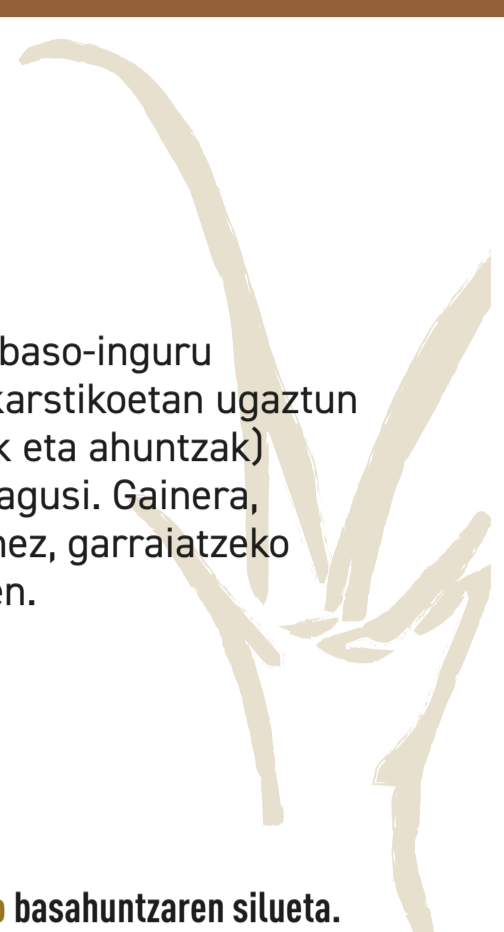 baso-inguru
karstikoetan ugaztun
k eta ahuntzak)
agusi. Gainera,
nez, garraiatzeko
en.
o basahuntzaren silueta.